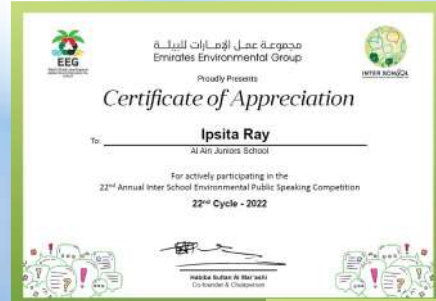 مجموعة عمل الإمارات للبيئة
Emirates Environmental Group
EEG
INTER SCHOOL
Proudly Presents
Certificate of Appreciation
To: Ipsita Ray
Al Ain Juniors School
For actively participating in the
22nd Annual Inter School Environmental Public Speaking Competition
22nd Cycle - 2022
Habiba Sultan Al Mar'ashi
Co-founder & Chairperson